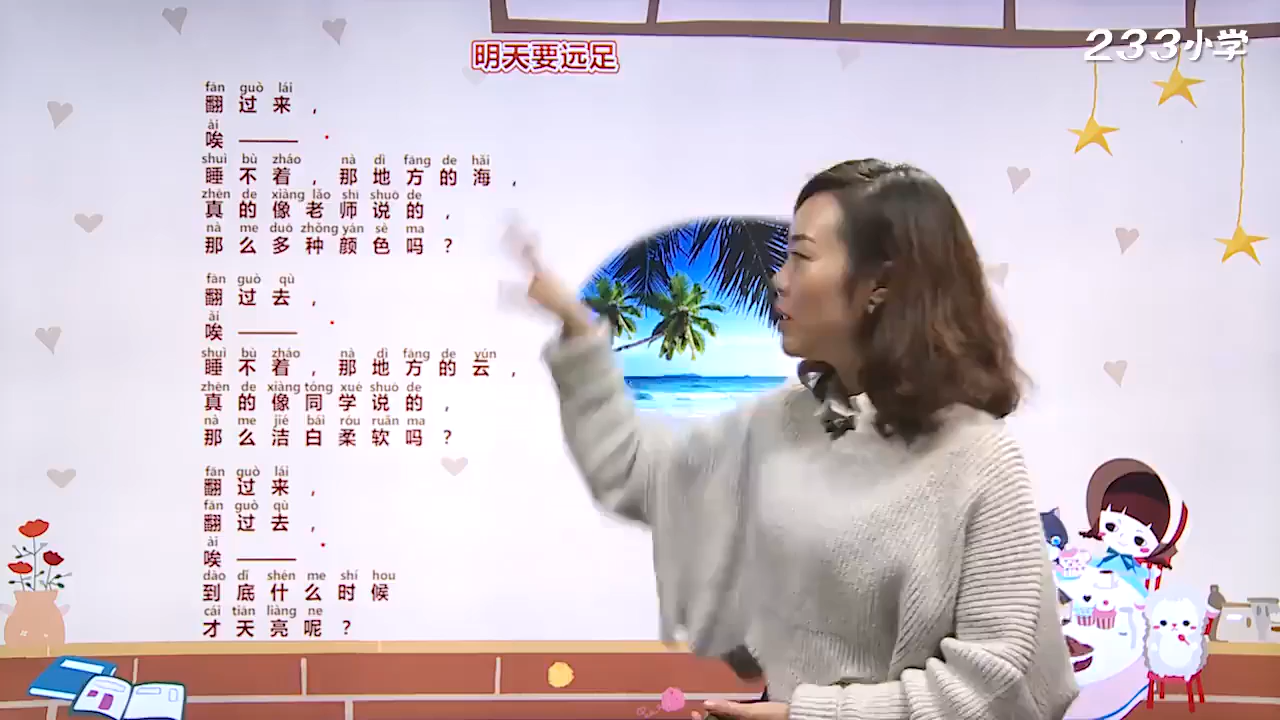 233小学
明天要远足
fān guò lái
翻过来，
ài
唉——
shuì bù zháo nà dì fāng de hǎi
睡不着，那地方的海，
zhēn de xiàng lǎo shī shuō de
真的像老师说的，
nà me duō zhǒng yán sè ma
那么多种颜色吗？
fān guò qù
翻过去，
ài
唉——
shuì bù zháo nà dì fāng de yún
睡不着，那地方的云，
zhēn de xiàng tóng xué shuō de
真的像同学说的，
nà me jié bái róu ruǎn ma
那么洁白柔软吗？
fān guò lái
翻过来，
fān guò qù
翻过去，
ài
唉——
dào dǐ shén me shí hou
到底什么时候
cái tiān liàng ne
才天亮呢？